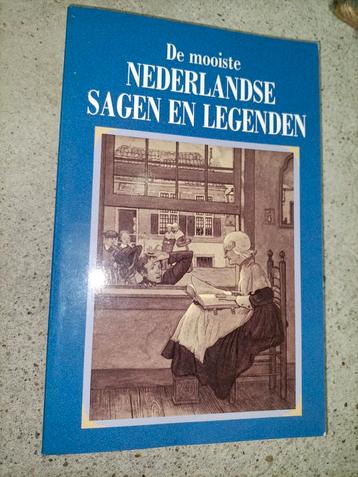 De mooiste
NEDERLANDSE
SAGEN EN LEGENDEN